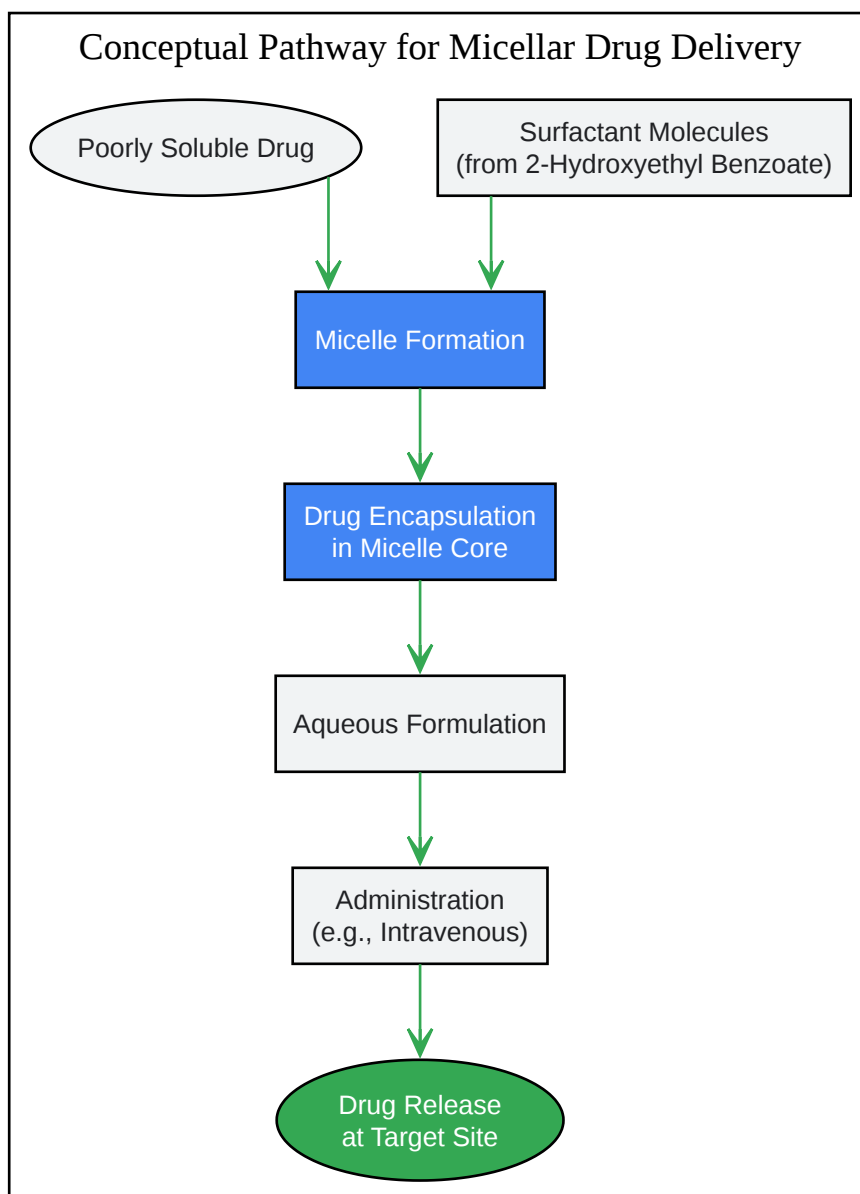 Conceptual Pathway for Micellar Drug Delivery
Poorly Soluble Drug
Surfactant Molecules
(from 2-Hydroxyethyl Benzoate)
Micelle Formation
Drug Encapsulation
in Micelle Core
Aqueous Formulation
Administration
(e.g., Intravenous)
Drug Release
at Target Site